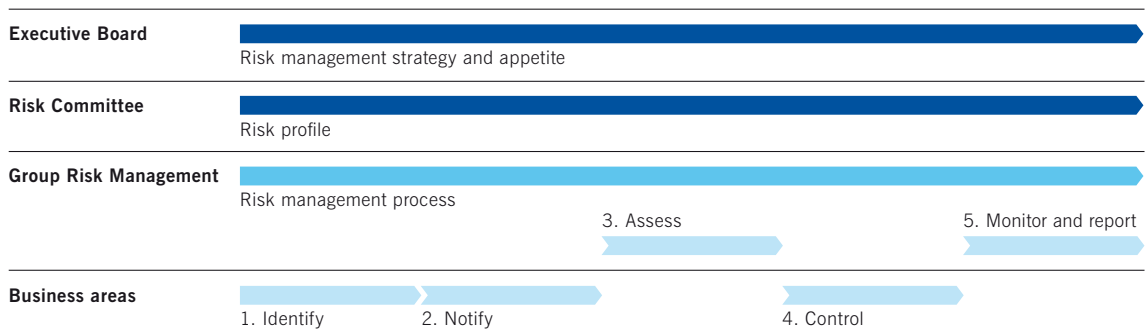 Executive Board
Risk management strategy and appetite
Risk Committee
Risk profile
Group Risk Management
Risk management process
3. Assess
5. Monitor and report
Business areas
1. Identify
2. Notify
4. Control